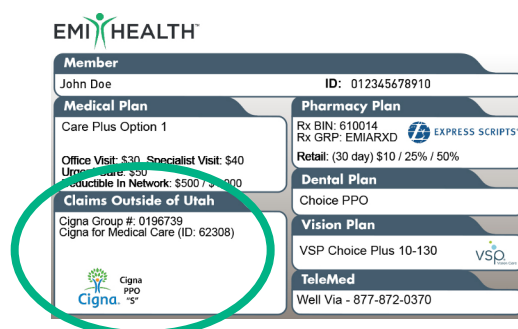 EMI HEALTH™
Member
John Doe
ID: 012345678910
Medical Plan
Care Plus Option 1
Office Visit: $30 Specialist Visit: $40
Urgent Care: $50
Deductible In Network: $500 /
Claims Outside of Utah
Cigna Group #: 0196739
Cigna for Medical Care (ID: 62308)
Cigna.
Cigna
PPO
"S"
Pharmacy Plan
Rx BIN: 610014
Rx GRP: EMIARXD
EXPRESS SCRIPTS
Retail: (30 day) $10 / 25% / 50%
Dental Plan
Choice PPO
Vision Plan
VSP Choice Plus 10-130
vsp.
Vision Care
TeleMed
Well Via - 877-872-0370